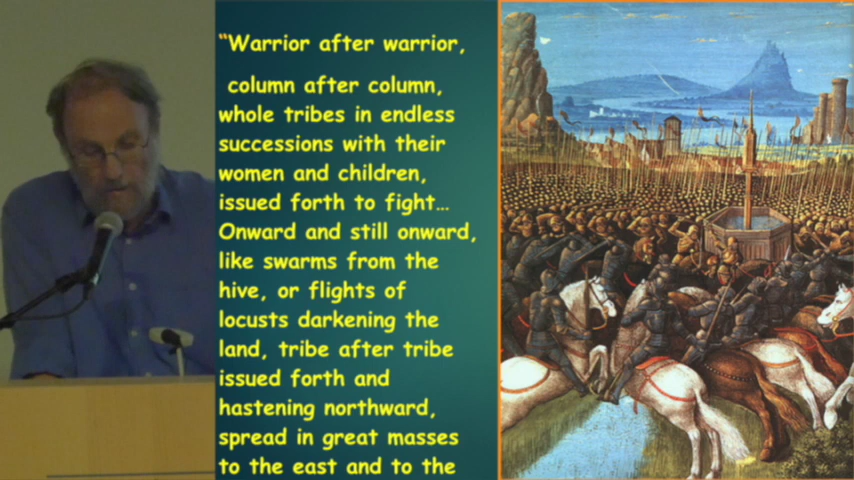 “Warrior after warrior,
column after column,
whole tribes in endless
successions with their
women and children,
issued forth to fight…
Onward and still onward,
like swarms from the
hive, or flights of
locusts darkening the
land, tribe after tribe
issued forth and
hastening northward,
spread in great masses
to the east and to the